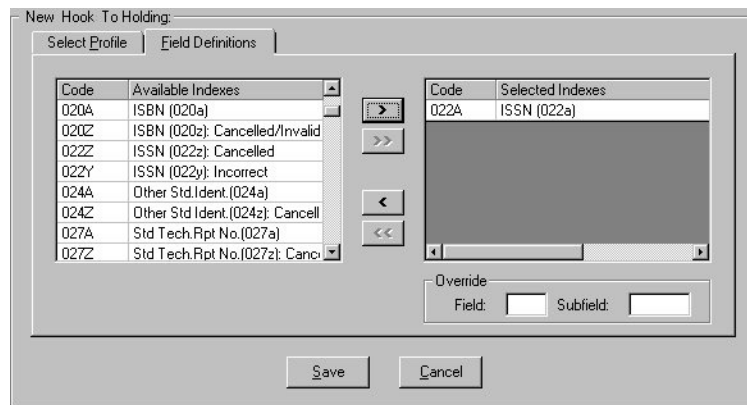 New Hook To Holding:
Select Profile Field Definitions
Code Available Indexes
020A ISBN (020a)
020Z ISBN (020z): Cancelled/Invalid
022Z ISSN (022z): Cancelled
022Y ISSN (022y): Incorrect
024A Other Std.Ident.(024a)
024Z Other Std Ident.(024z): Cancell
027A Std Tech.Rpt No.(027a)
027Z Std Tech.Rpt No.(027z): Canc
>
>>
<
<<
Code Selected Indexes
022A ISSN (022a)
Override
Field: Subfield:
Save Cancel